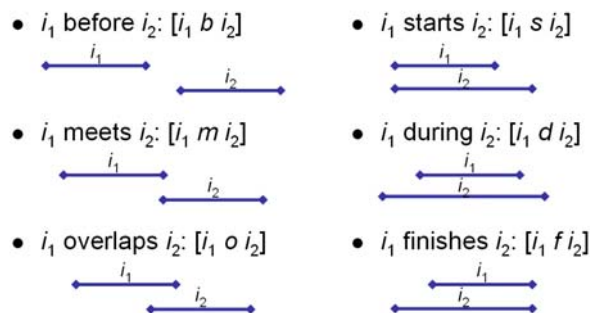 • i₁ before i₂: [i₁ b i₂]
i₁
i₂
• i₁ meets i₂: [i₁ m i₂]
i₁
i₂
• i₁ overlaps i₂: [i₁ o i₂]
i₁
i₂
• i₁ starts i₂: [i₁ s i₂]
i₁
i₂
• i₁ during i₂: [i₁ d i₂]
i₁
i₂
• i₁ finishes i₂: [i₁ f i₂]
i₁
i₂